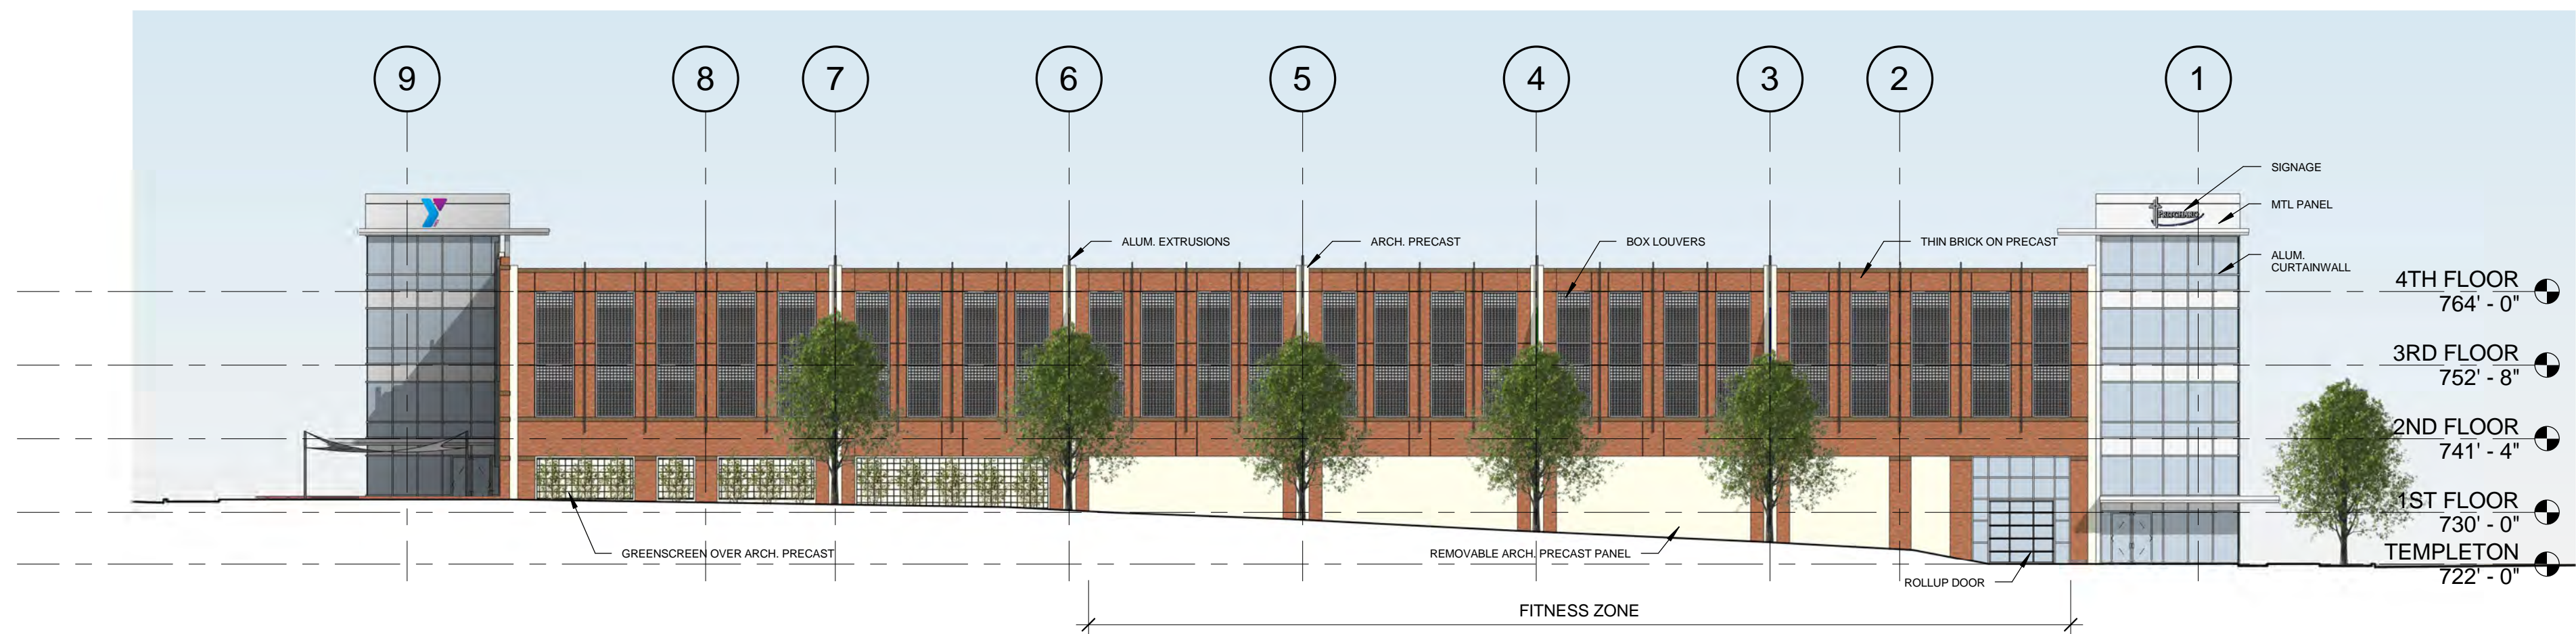 9
8
7
6
5
4
3
2
1
SIGNAGE
MTL PANEL
ALUM. EXTRUSIONS
ARCH. PRECAST
BOX LOUVERS
THIN BRICK ON PRECAST
ALUM.
CURTAINWALL
4TH FLOOR
764' - 0"
3RD FLOOR
752' - 8"
2ND FLOOR
741' - 4"
1ST FLOOR
730' - 0"
GREENSCREEN OVER ARCH. PRECAST
REMOVABLE ARCH. PRECAST PANEL
TEMPLETON
722' - 0"
ROLLUP DOOR
FITNESS ZONE